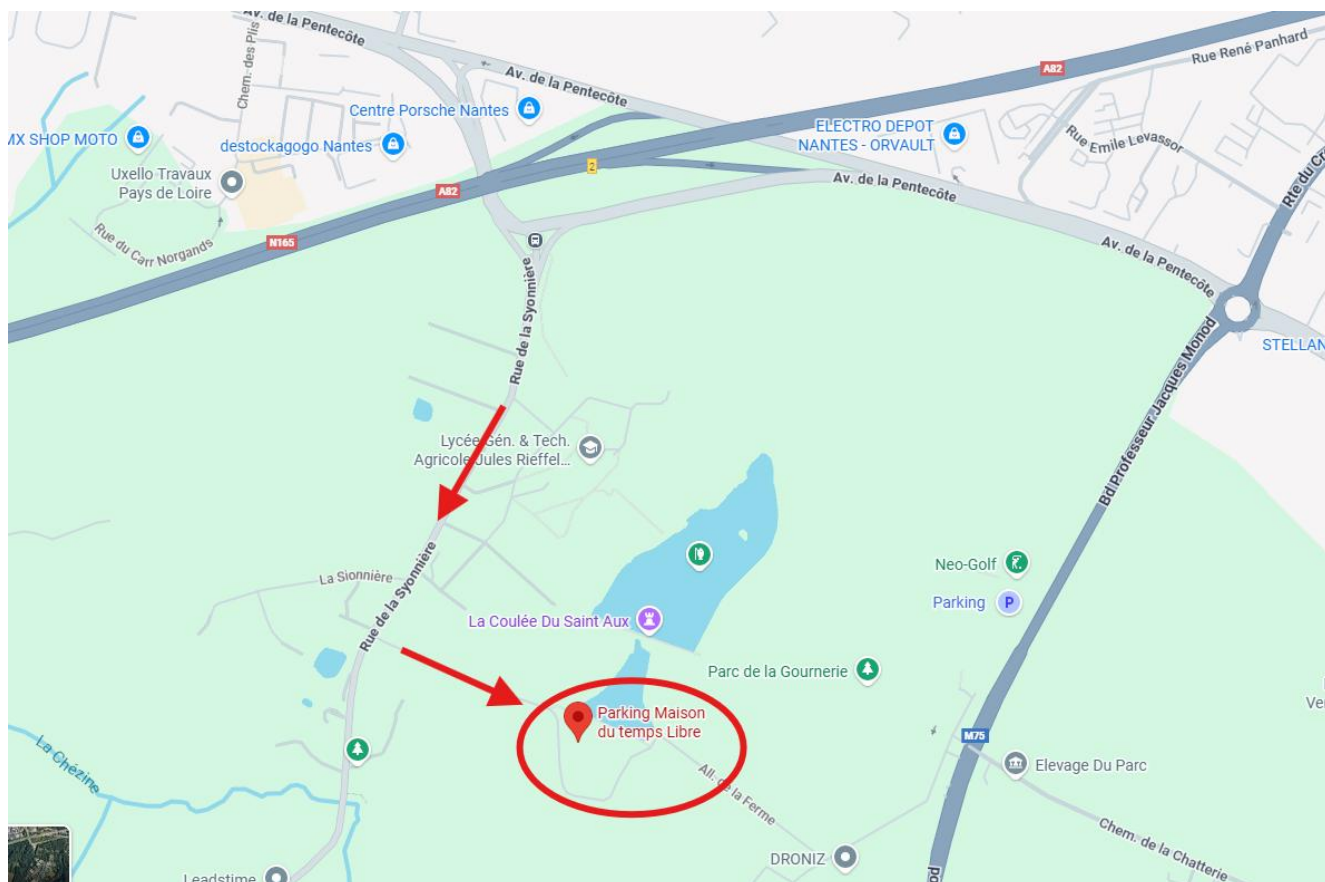 Av. de la Pentecôte
Chem. des Plis
Av. de la Pentecôte
A82
Rue René Panhard
Centre Porsche Nantes
MX SHOP MOTO
destockagogo Nantes
ELECTRO DEPOT
NANTES - ORVAULT
Rue Emile Levassor
Uxello Travaux
Pays de Loire
2
A82
Av. de la Pentecôte
Rue du Carr Norgands
N165
Av. de la Pentecôte
Rue de la Syonnière
STELLAN
Bd Professeur Jacques Monod
Lycée Gén. & Tech.
Agricole Jules Rieffel...
La Sionnière
Rue de la Syonnière
Neo-Golf
Parking
P
La Coulée Du Saint Aux
Parc de la Gournerie
Parking Maison
du temps Libre
M75
La Chézine
Elevage Du Parc
All. de la Ferme
Chem. de la Chatterie
DRONIZ
Leadstime